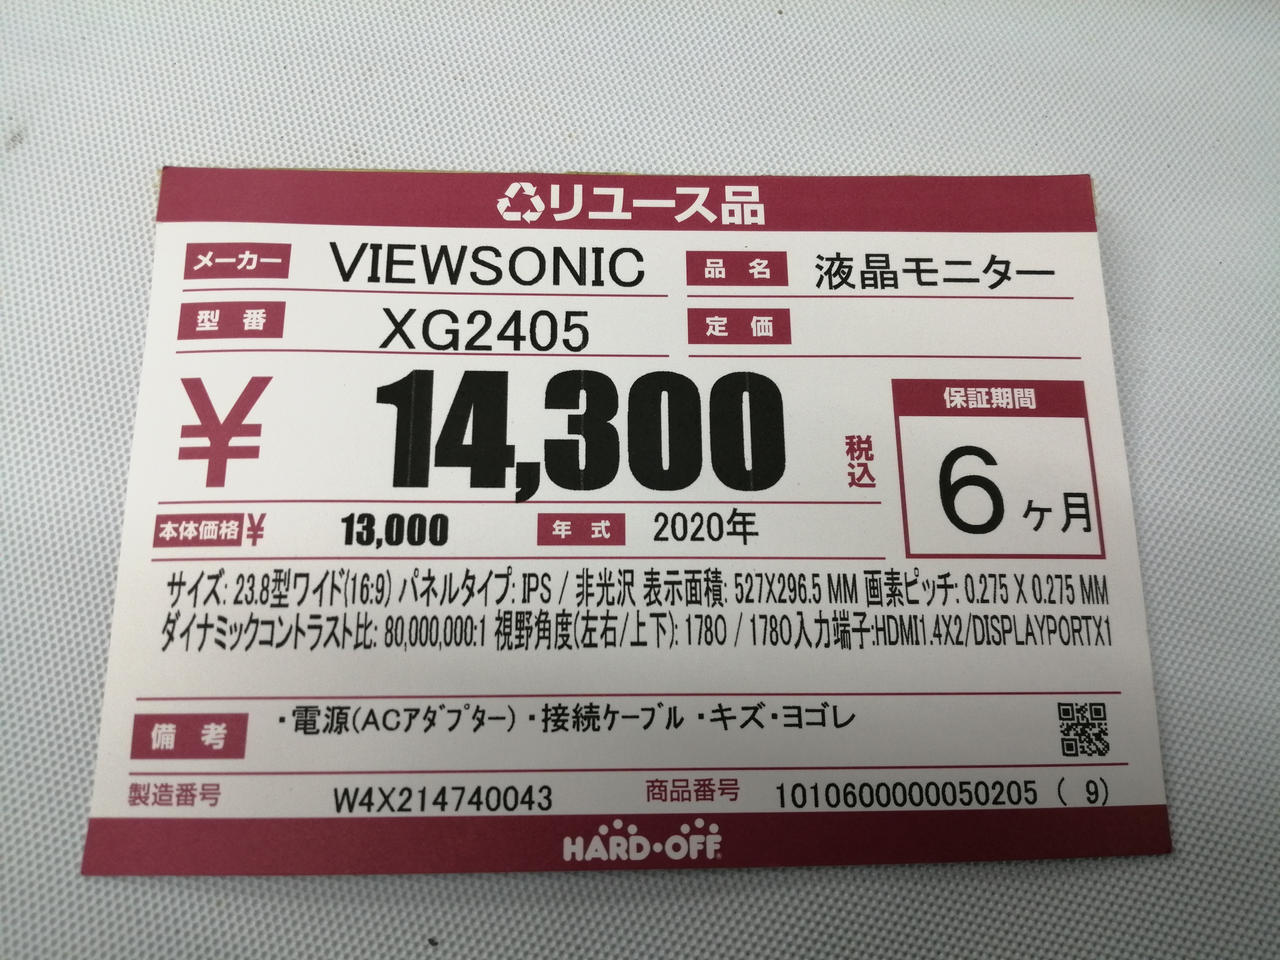 リユース品
メーカー VIEWSONIC 品名 液晶モニター
型番 XG2405 定価
¥ 14,300 税込
保証期間
6ヶ月
本体価格 ¥ 13,000 年式 2020年
サイズ: 23.8型ワイド(16:9) パネルタイプ: IPS / 非光沢 表示面積: 527X296.5 MM 画素ピッチ: 0.275 X 0.275 MM
ダイナミックコントラスト比: 80,000,000:1 視野角度(左右/上下): 178O / 178O入力端子:HDMI1.4X2/DISPLAYPORTX1
備考 ・電源(ACアダプター)・接続ケーブル ・キズ・ヨゴレ
製造番号 W4X214740043 商品番号 1010600000050205 ( 9)
HARD・OFF